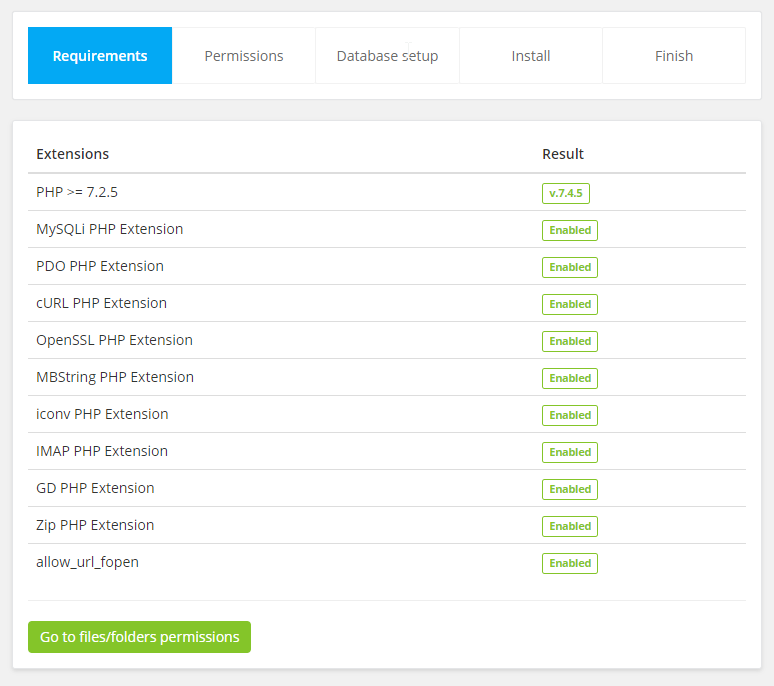 Requirements Permissions Database setup Install Finish
Extensions Result
PHP >= 7.2.5 v.7.4.5
MySQLi PHP Extension Enabled
PDO PHP Extension Enabled
cURL PHP Extension Enabled
OpenSSL PHP Extension Enabled
MBString PHP Extension Enabled
iconv PHP Extension Enabled
IMAP PHP Extension Enabled
GD PHP Extension Enabled
Zip PHP Extension Enabled
allow_url_fopen Enabled
Go to files/folders permissions